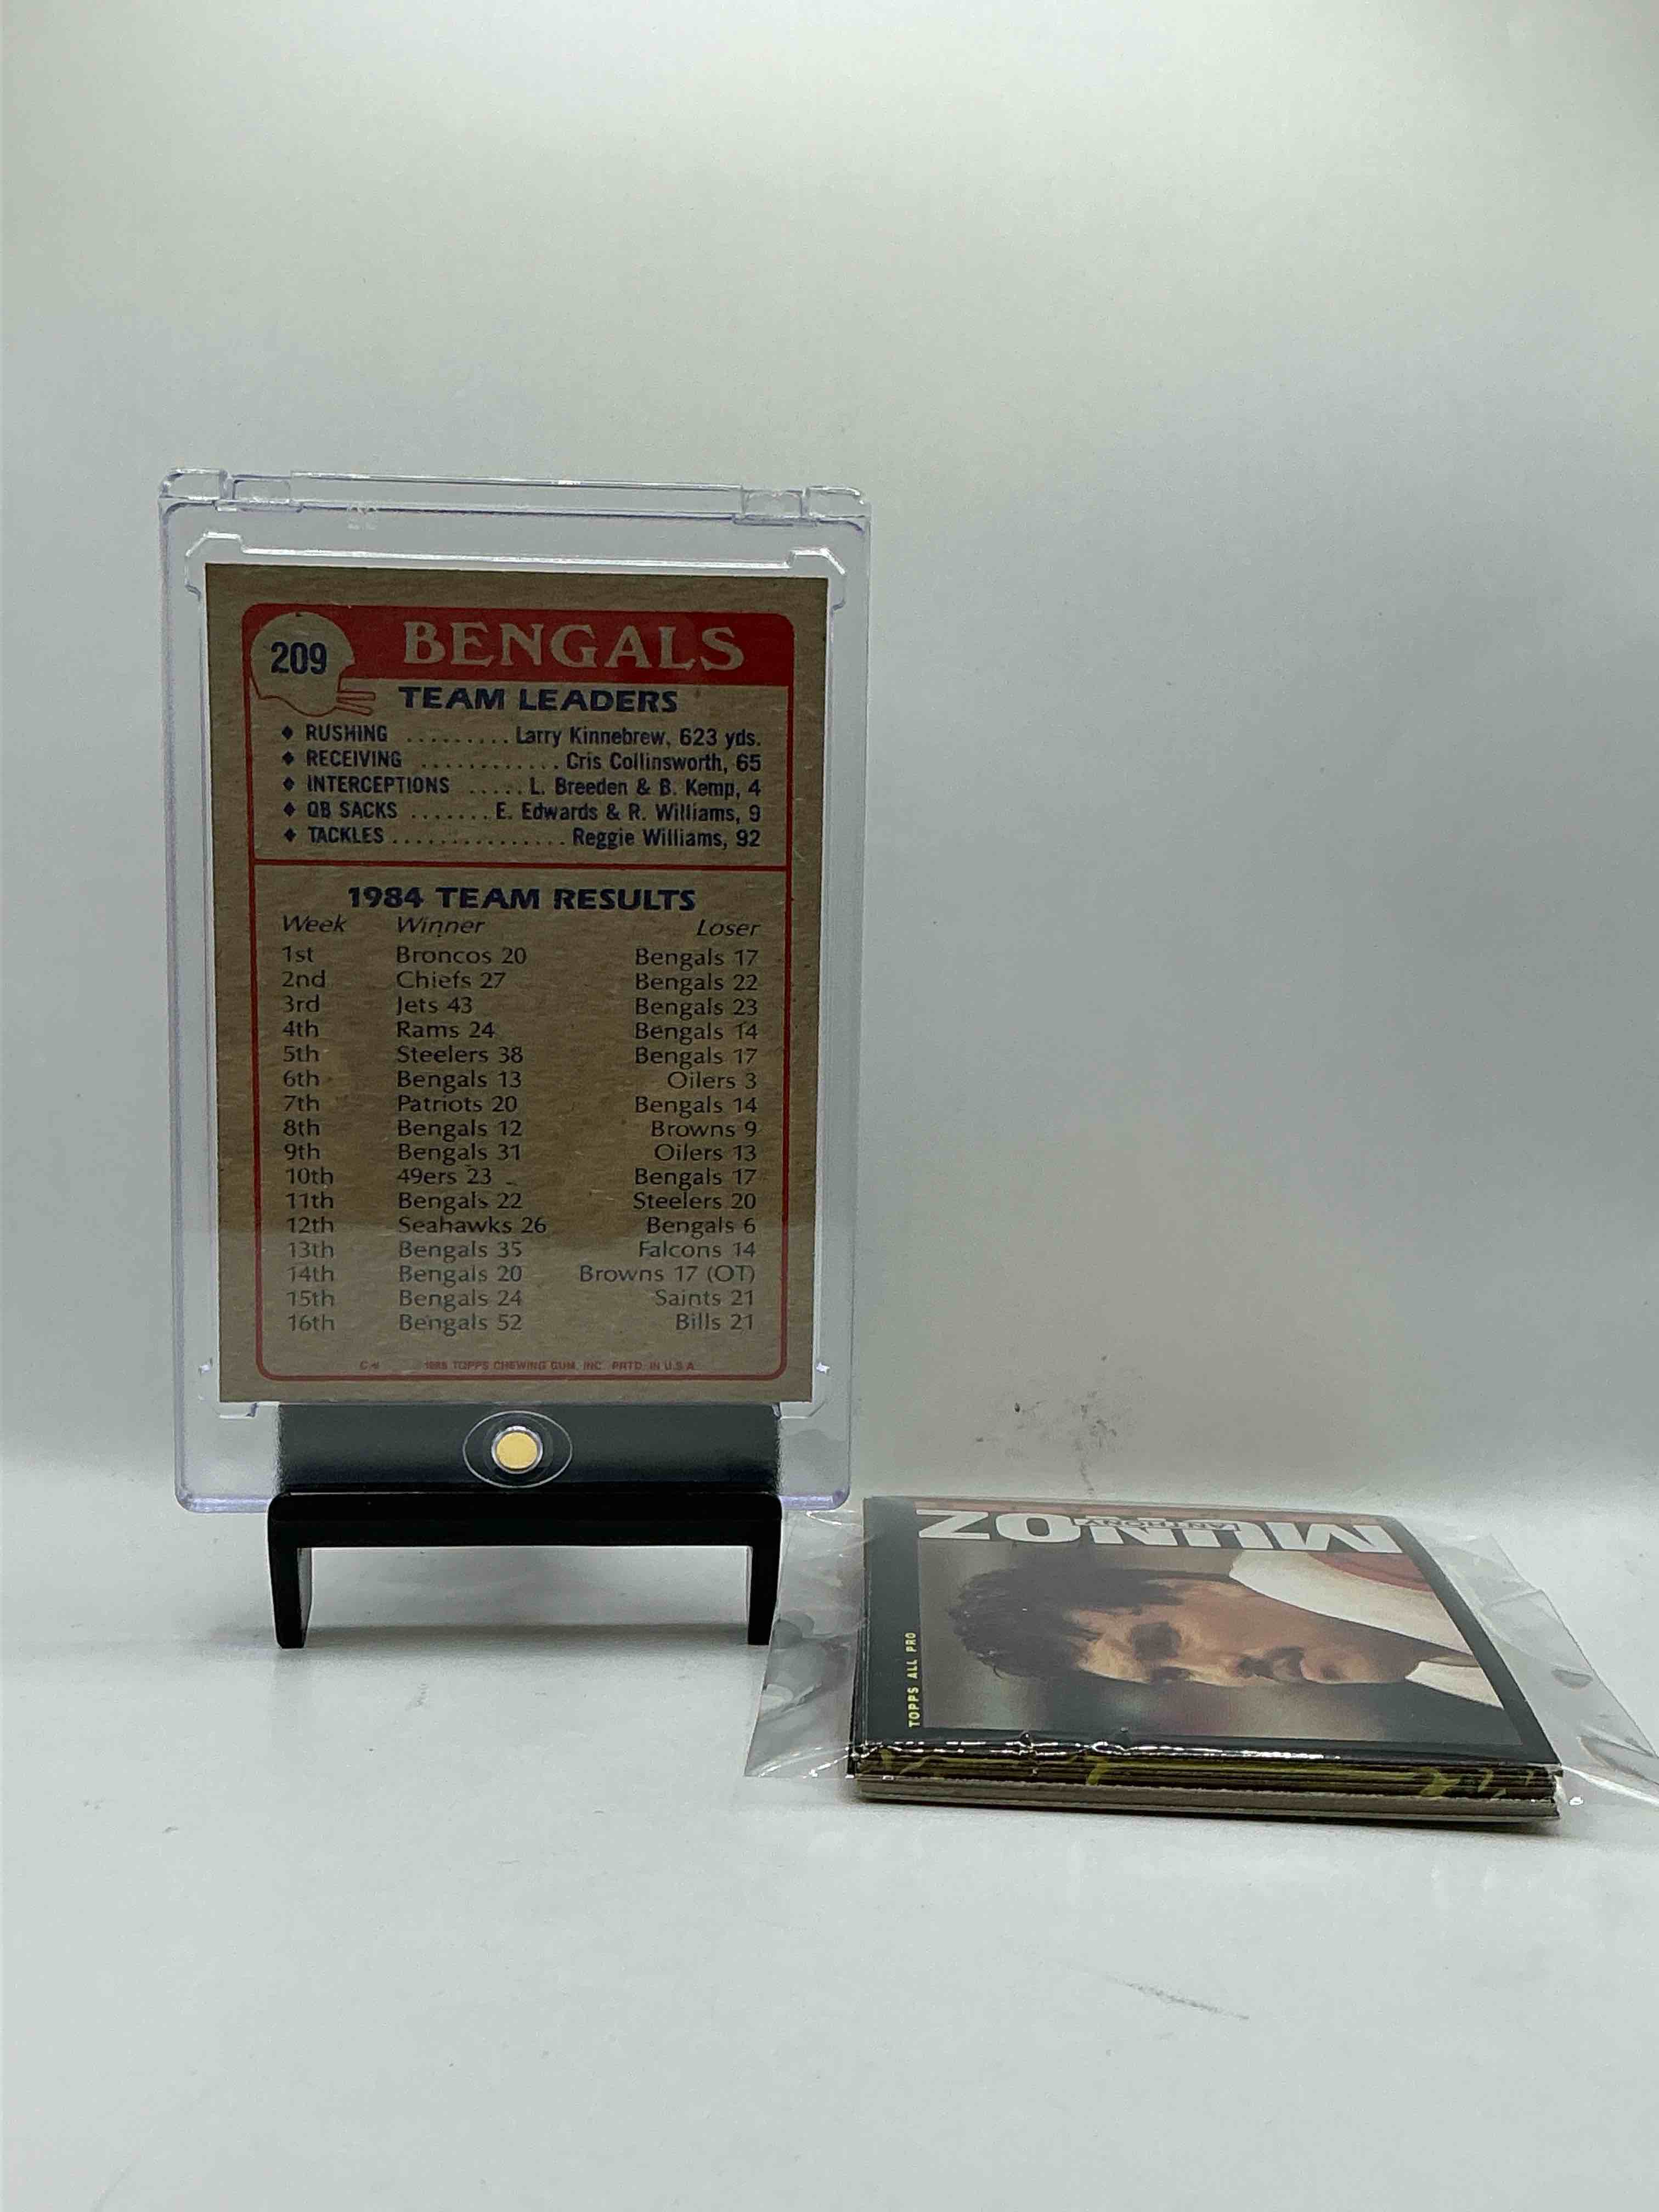 209 BENGALS
TEAM LEADERS
◆ RUSHING ......... Larry Kinnebrew, 623 yds.
◆ RECEIVING ............ Cris Collinsworth, 65
◆ INTERCEPTIONS ..... L. Breeden & B. Kemp, 4
◆ QB SACKS ....... E. Edwards & R. Williams, 9
◆ TACKLES ............... Reggie Williams, 92
1984 TEAM RESULTS
Week Winner Loser
1st Broncos 20 Bengals 17
2nd Chiefs 27 Bengals 22
3rd Jets 43 Bengals 23
4th Rams 24 Bengals 14
5th Steelers 38 Bengals 17
6th Bengals 13 Oilers 3
7th Patriots 20 Bengals 14
8th Bengals 12 Browns 9
9th Bengals 31 Oilers 13
10th 49ers 23 Bengals 17
11th Bengals 22 Steelers 20
12th Seahawks 26 Bengals 6
13th Bengals 35 Falcons 14
14th Bengals 20 Browns 17 (OT)
15th Bengals 24 Saints 21
16th Bengals 52 Bills 21
TOPPS CHEWING GUM, INC. PRTD. IN U.S.A.
ANTHONY
MUNOZ
TOPPS ALL PRO